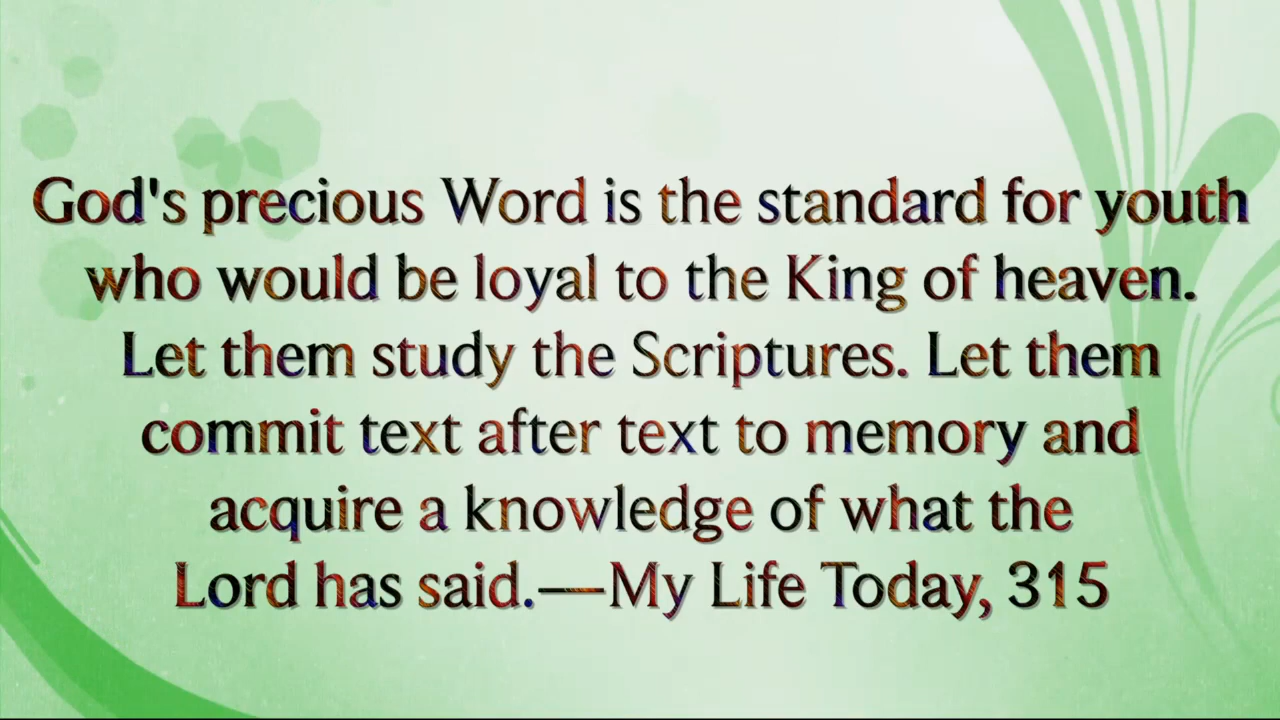 God's precious Word is the standard for youth
who would be loyal to the King of heaven.
Let them study the Scriptures. Let them
commit text after text to memory and
acquire a knowledge of what the
Lord has said.—My Life Today, 315